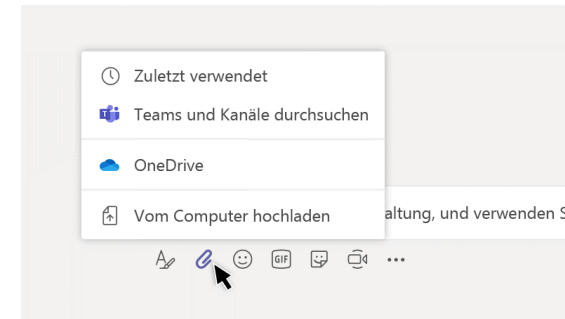 Zuletzt verwendet
Teams und Kanäle durchsuchen
OneDrive
Vom Computer hochladen
altung, und verwenden S
GIF